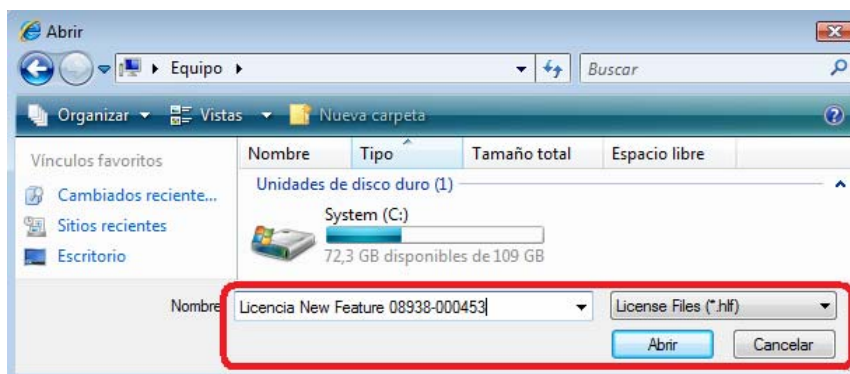 Abrir
Equipo
Buscar
Organizar Vistas Nueva carpeta
Vínculos favoritos
Nombre Tipo Tamaño total Espacio libre
Cambiados reciente...
Sitios recientes
Escritorio
Unidades de disco duro (1)
System (C:)
72,3 GB disponibles de 109 GB
Nombre Licencia New Feature 08938-000453 License Files (*.hlf)
Abrir Cancelar